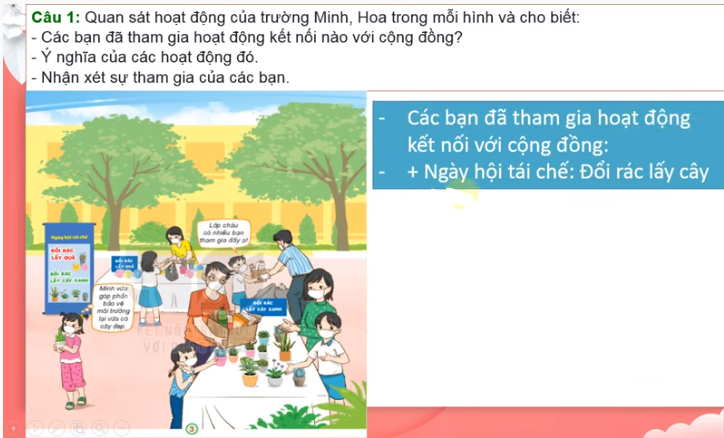 Câu 1: Quan sát hoạt động của trường Minh, Hoa trong mỗi hình và cho biết:
- Các bạn đã tham gia hoạt động kết nối nào với cộng đồng?
- Ý nghĩa của các hoạt động đó.
- Nhận xét sự tham gia của các bạn.
- Các bạn đã tham gia hoạt động
kết nối với cộng đồng:
- + Ngày hội tái chế: Đổi rác lấy cây
Lớp cháu
có nhiều bạn
tham gia đấy ạ!
Ngày hội tái chế
ĐỔI RÁC
LẤY QUÀ
ĐỔI RÁC
LẤY CÂY XANH
ĐỔI RÁC
LẤY QUÀ
Mình vừa
góp phần
bảo vệ
môi trường
lại vừa có
cây đẹp.
ĐỔI RÁC
LẤY CÂY XANH
KẾT NỐI
VỚI
3